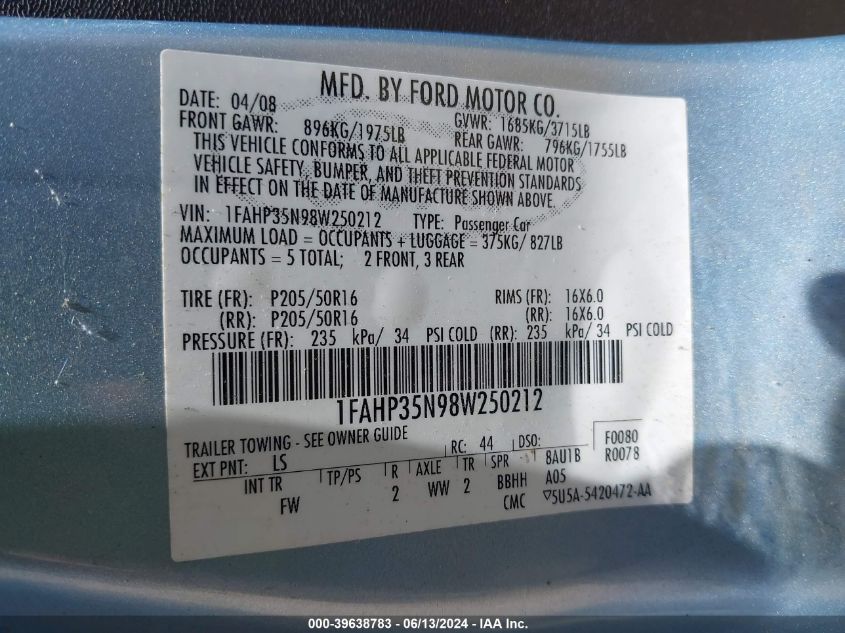 MFD. BY FORD MOTOR CO.
DATE: 04/08 GVWR: 1685KG/3715LB
FRONT GAWR: 896KG/1975LB REAR GAWR: 796KG/1755LB
THIS VEHICLE CONFORMS TO ALL APPLICABLE FEDERAL MOTOR
VEHICLE SAFETY, BUMPER, AND THEFT PREVENTION STANDARDS
IN EFFECT ON THE DATE OF MANUFACTURE SHOWN ABOVE.
VIN: 1FAHP35N98W250212 TYPE: Passenger Car
MAXIMUM LOAD = OCCUPANTS + LUGGAGE = 375KG/ 827LB
OCCUPANTS = 5 TOTAL; 2 FRONT, 3 REAR
TIRE (FR): P205/50R16 RIMS (FR): 16X6.0
(RR): P205/50R16 (RR): 16X6.0
PRESSURE (FR): 235 kPa/ 34 PSI COLD (RR): 235 kPa/ 34 PSI COLD
1FAHP35N98W250212
TRAILER TOWING - SEE OWNER GUIDE RC: 44 DSO: F0080
EXT PNT: LS 8AU1B R0078
INT TR TP/PS R AXLE TR SPR A05
FW 2 WW 2 BBHH
CMC ▽5U5A-5420472-AA
000-39638783 - 06/13/2024 - IAA Inc.